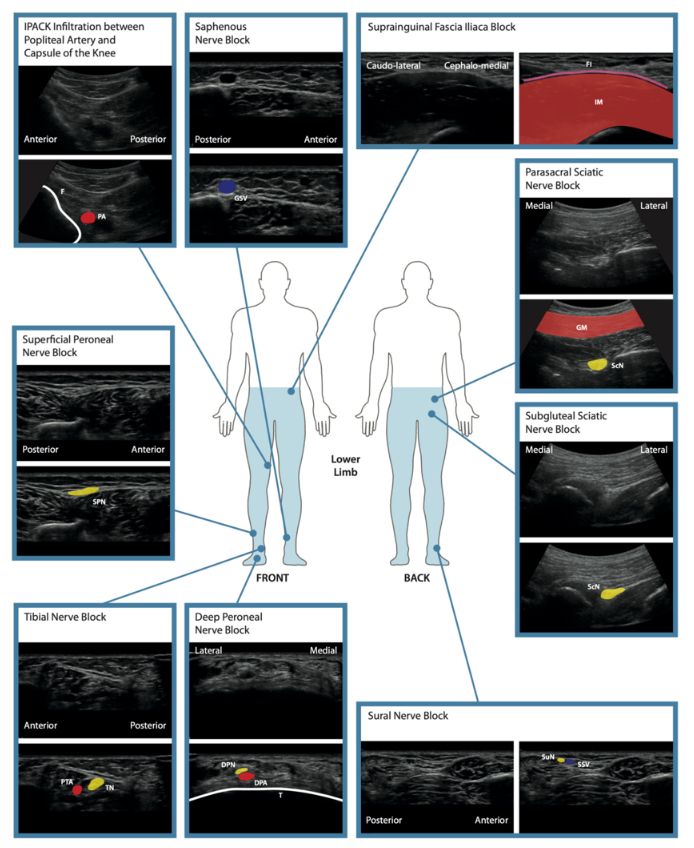 IPACK Infiltration between
Popliteal Artery and
Capsule of the Knee
Anterior Posterior
F
PA
Saphenous
Nerve Block
Posterior Anterior
GSV
Suprainguinal Fascia Iliaca Block
Caudo-lateral Cephalo-medial
FI
IM
Parasacral Sciatic
Nerve Block
Medial Lateral
GM
ScN
Superficial Peroneal
Nerve Block
Posterior Anterior
SPN
Subgluteal Sciatic
Nerve Block
Medial Lateral
ScN
Lower
Limb
FRONT
BACK
Tibial Nerve Block
Anterior Posterior
PTA
TN
Deep Peroneal
Nerve Block
Lateral Medial
DPN
DPA
T
Sural Nerve Block
Posterior Anterior
SuN
SSV